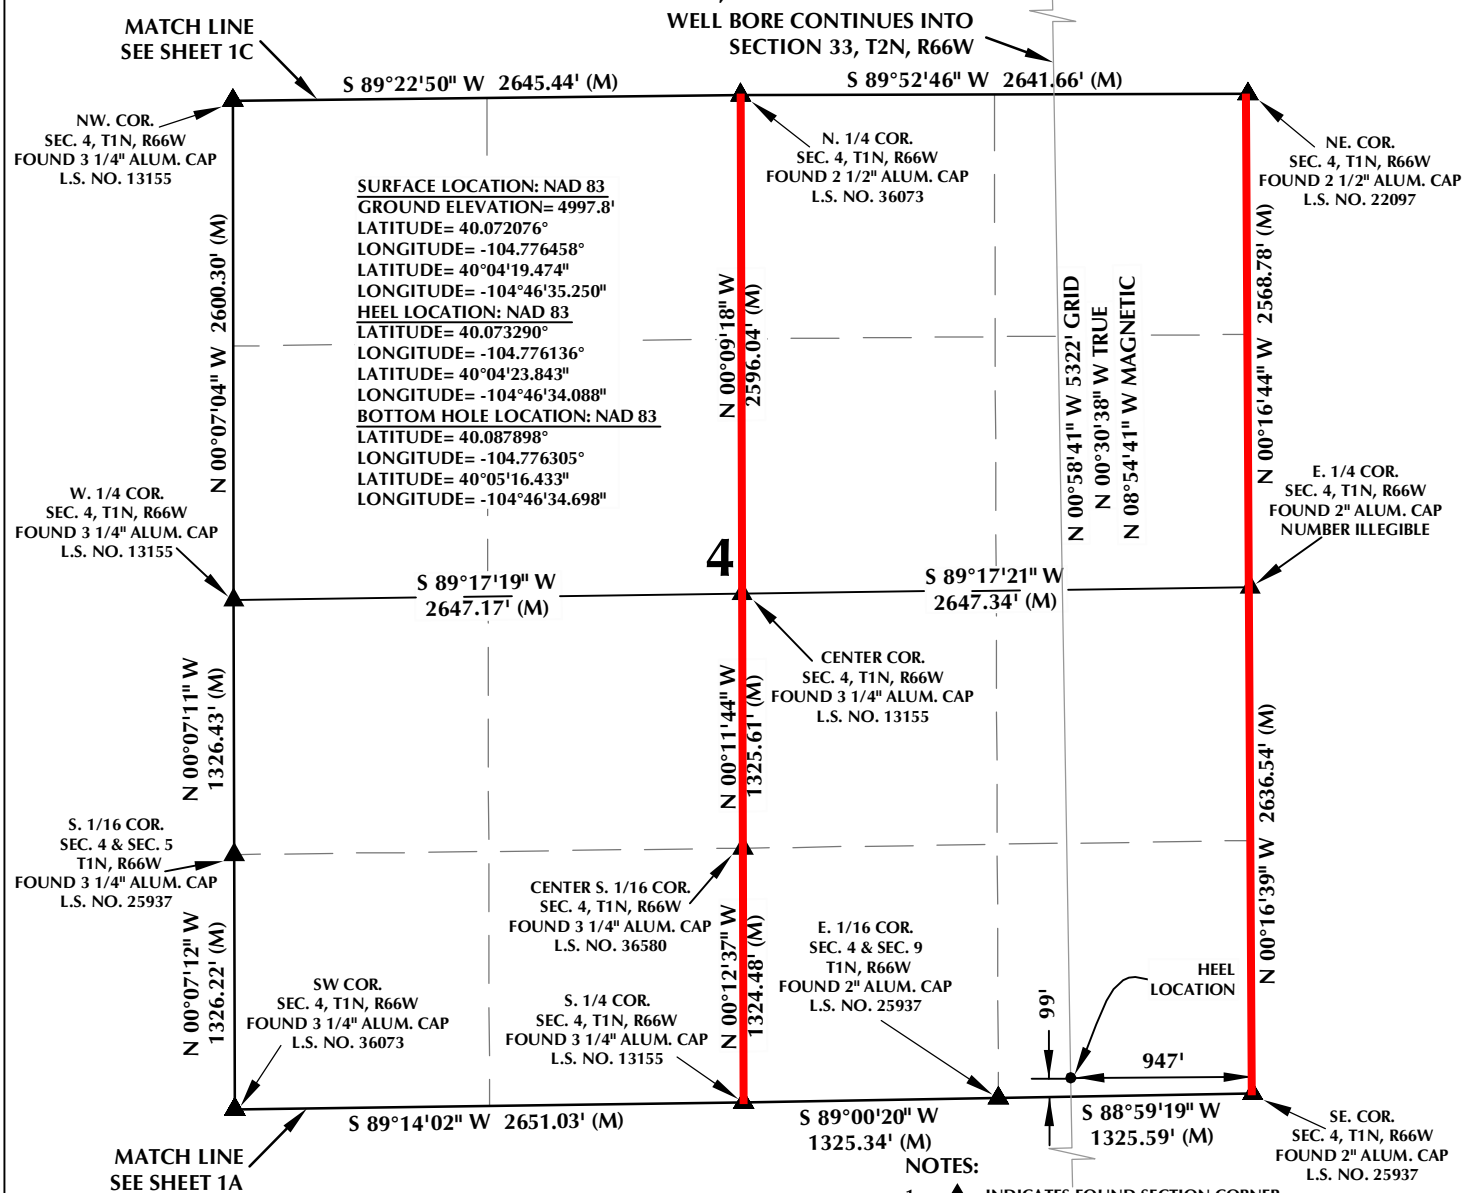 MATCH LINE
SEE SHEET 1C
WELL BORE CONTINUES INTO
SECTION 33, T2N, R66W
S 89°22'50" W 2645.44' (M)
S 89°52'46" W 2641.66' (M)
NW. COR.
SEC. 4, T1N, R66W
FOUND 3 1/4" ALUM. CAP
L.S. NO. 13155
N. 1/4 COR.
SEC. 4, T1N, R66W
FOUND 2 1/2" ALUM. CAP
L.S. NO. 36073
NE. COR.
SEC. 4, T1N, R66W
FOUND 2 1/2" ALUM. CAP
L.S. NO. 22097
SURFACE LOCATION: NAD 83
GROUND ELEVATION= 4997.8'
LATITUDE= 40.072076°
LONGITUDE= -104.776458°
LATITUDE= 40°04'19.474"
LONGITUDE= -104°46'35.250"
HEEL LOCATION: NAD 83
LATITUDE= 40.073290°
LONGITUDE= -104.776136°
LATITUDE= 40°04'23.843"
LONGITUDE= -104°46'34.088"
BOTTOM HOLE LOCATION: NAD 83
LATITUDE= 40.087898°
LONGITUDE= -104.776305°
LATITUDE= 40°05'16.433"
LONGITUDE= -104°46'34.698"
N 00°07'04" W 2600.30' (M)
N 00°09'18" W
2596.04' (M)
N 00°58'41" W 5322' GRID
N 00°30'38" W TRUE
N 08°54'41" W MAGNETIC
N 00°16'44" W 2568.78' (M)
W. 1/4 COR.
SEC. 4, T1N, R66W
FOUND 3 1/4" ALUM. CAP
L.S. NO. 13155
E. 1/4 COR.
SEC. 4, T1N, R66W
FOUND 2" ALUM. CAP
NUMBER ILLEGIBLE
4
S 89°17'19" W
2647.17' (M)
S 89°17'21" W
2647.34' (M)
CENTER COR.
SEC. 4, T1N, R66W
FOUND 3 1/4" ALUM. CAP
L.S. NO. 13155
N 00°07'11" W
1326.43' (M)
N 00°11'44" W
1325.61' (M)
N 00°16'39" W 2636.54' (M)
S. 1/16 COR.
SEC. 4 & SEC. 5
T1N, R66W
FOUND 3 1/4" ALUM. CAP
L.S. NO. 25937
CENTER S. 1/16 COR.
SEC. 4, T1N, R66W
FOUND 3 1/4" ALUM. CAP
L.S. NO. 36580
E. 1/16 COR.
SEC. 4 & SEC. 9
T1N, R66W
FOUND 2" ALUM. CAP
L.S. NO. 25937
HEEL
LOCATION
N 00°07'12" W
1326.22' (M)
N 00°12'37" W
1324.48' (M)
SW COR.
SEC. 4, T1N, R66W
FOUND 3 1/4" ALUM. CAP
L.S. NO. 36073
S. 1/4 COR.
SEC. 4, T1N, R66W
FOUND 3 1/4" ALUM. CAP
L.S. NO. 13155
99'
947'
S 89°14'02" W 2651.03' (M)
S 89°00'20" W
1325.34' (M)
S 88°59'19" W
1325.59' (M)
SE. COR.
SEC. 4, T1N, R66W
FOUND 2" ALUM. CAP
L.S. NO. 25937
MATCH LINE
SEE SHEET 1A
NOTES:
INDICATES FOUND SECTION CORNER